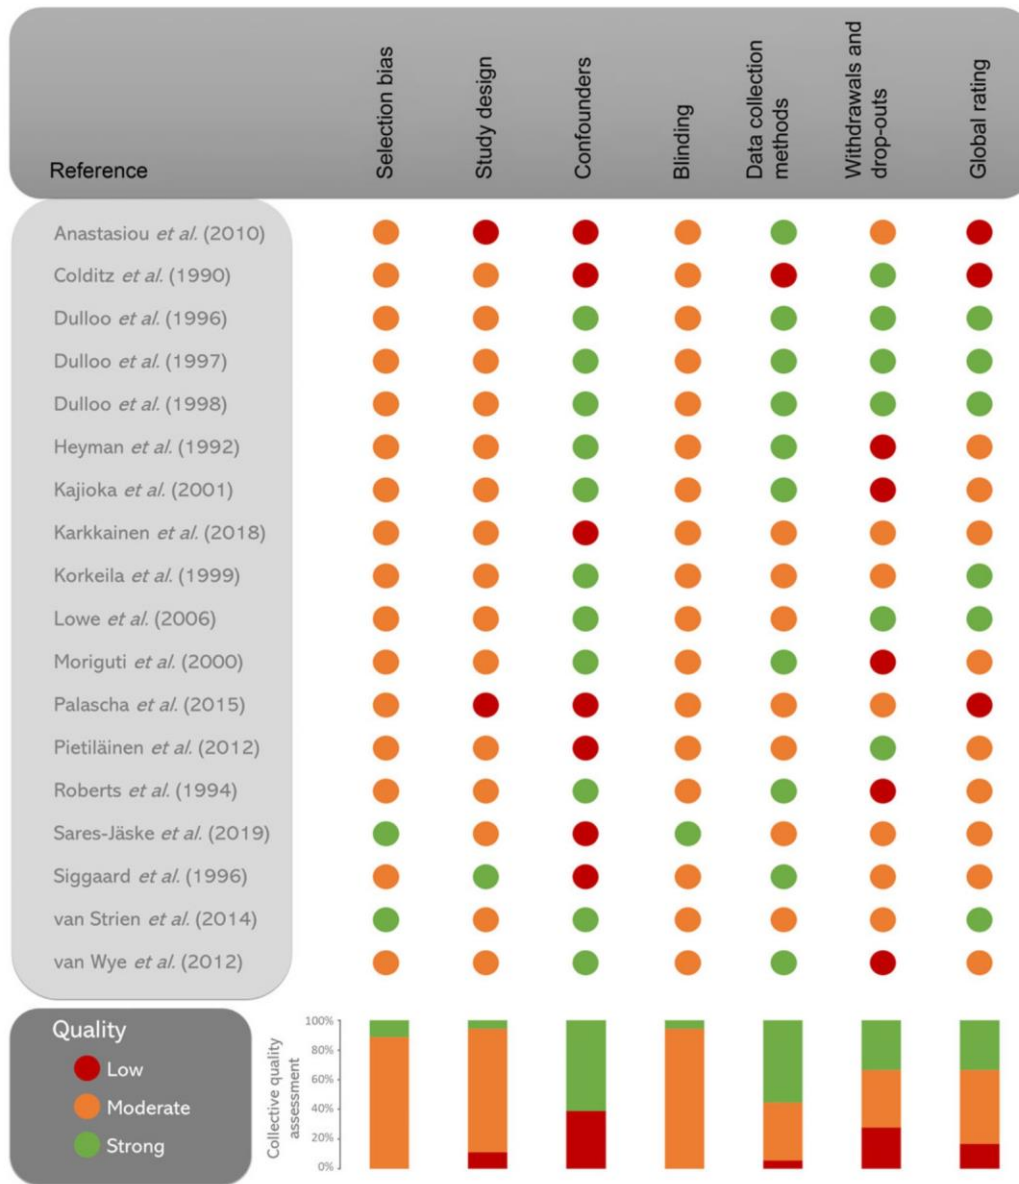 Reference
Selection bias
Study design
Confounders
Blinding
Data collection
methods
Withdrawals and
drop-outs
Global rating
Anastasiou et al. (2010)
Colditz et al. (1990)
Dulloo et al. (1996)
Dulloo et al. (1997)
Dulloo et al. (1998)
Heyman et al. (1992)
Kajioka et al. (2001)
Karkkainen et al. (2018)
Korkeila et al. (1999)
Lowe et al. (2006)
Moriguti et al. (2000)
Palascha et al. (2015)
Pietiläinen et al. (2012)
Roberts et al. (1994)
Sares-Jäske et al. (2019)
Siggaard et al. (1996)
van Strien et al. (2014)
van Wye et al. (2012)
Quality
Low
Moderate
Strong
Collective quality
assessment
100%
80%
60%
40%
20%
0%